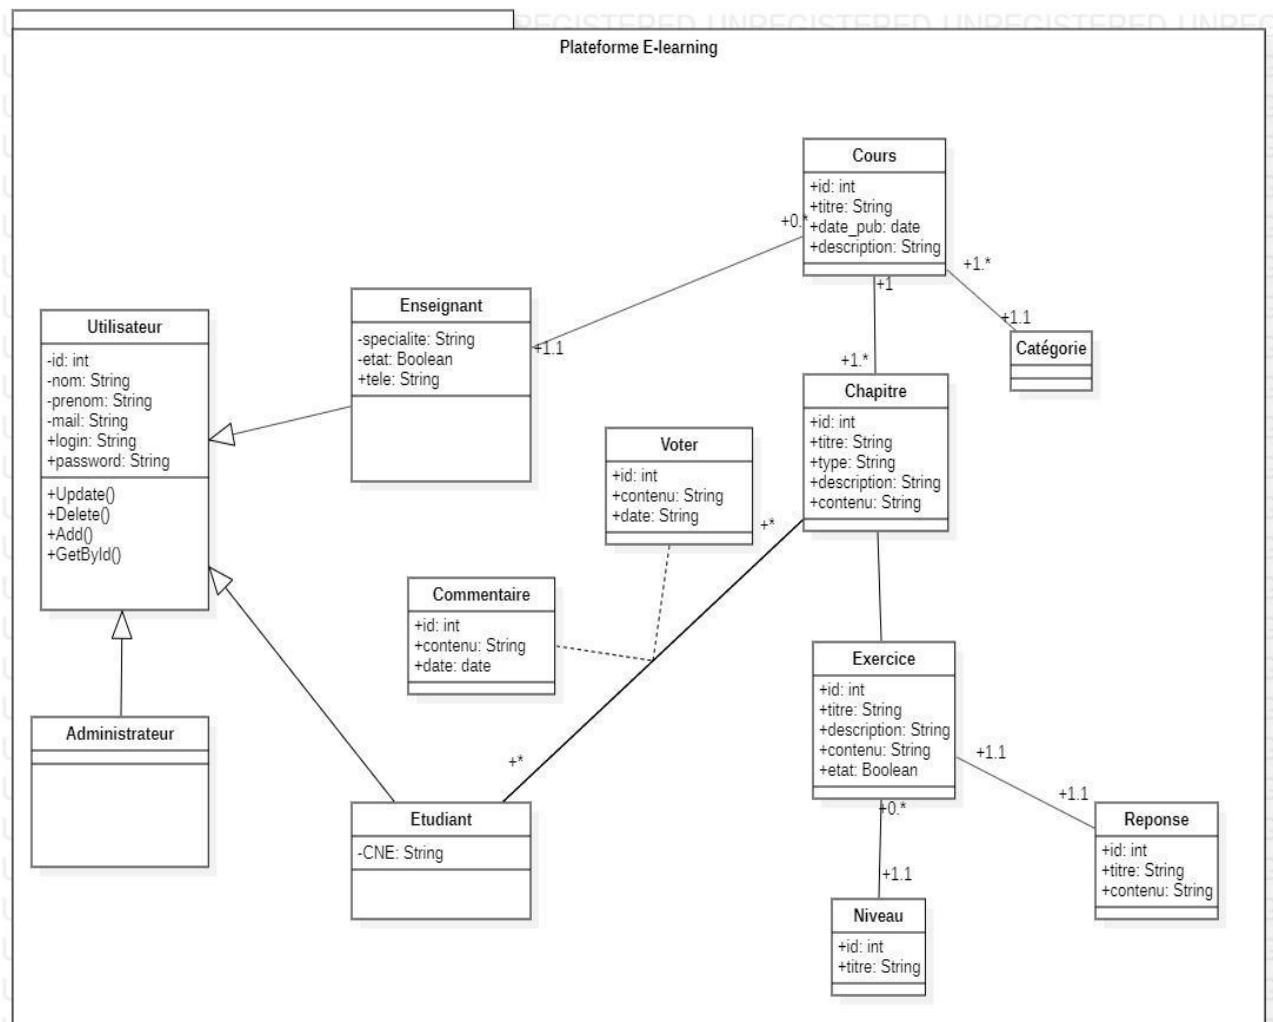 REGISTERED UNREGISTERED UNREGISTERED UNREG
Plateforme E-learning
Cours
+id: int
+titre: String
+date_pub: date
+description: String
+0.*
+1.*
+1
+1.1
Catégorie
+1.1
Enseignant
-specialite: String
-etat: Boolean
+tele: String
Utilisateur
-id: int
-nom: String
-prenom: String
-mail: String
+login: String
+password: String
+Update()
+Delete()
+Add()
+GetById()
+1.*
Chapitre
+id: int
+titre: String
+type: String
+description: String
+contenu: String
Voter
+id: int
+contenu: String
+date: String
+*
Commentaire
+id: int
+contenu: String
+date: date
Exercice
+id: int
+titre: String
+description: String
+contenu: String
+etat: Boolean
Administrateur
+*
+1.1
+1.1
+0.*
Etudiant
-CNE: String
Reponse
+id: int
+titre: String
+contenu: String
+1.1
Niveau
+id: int
+titre: String